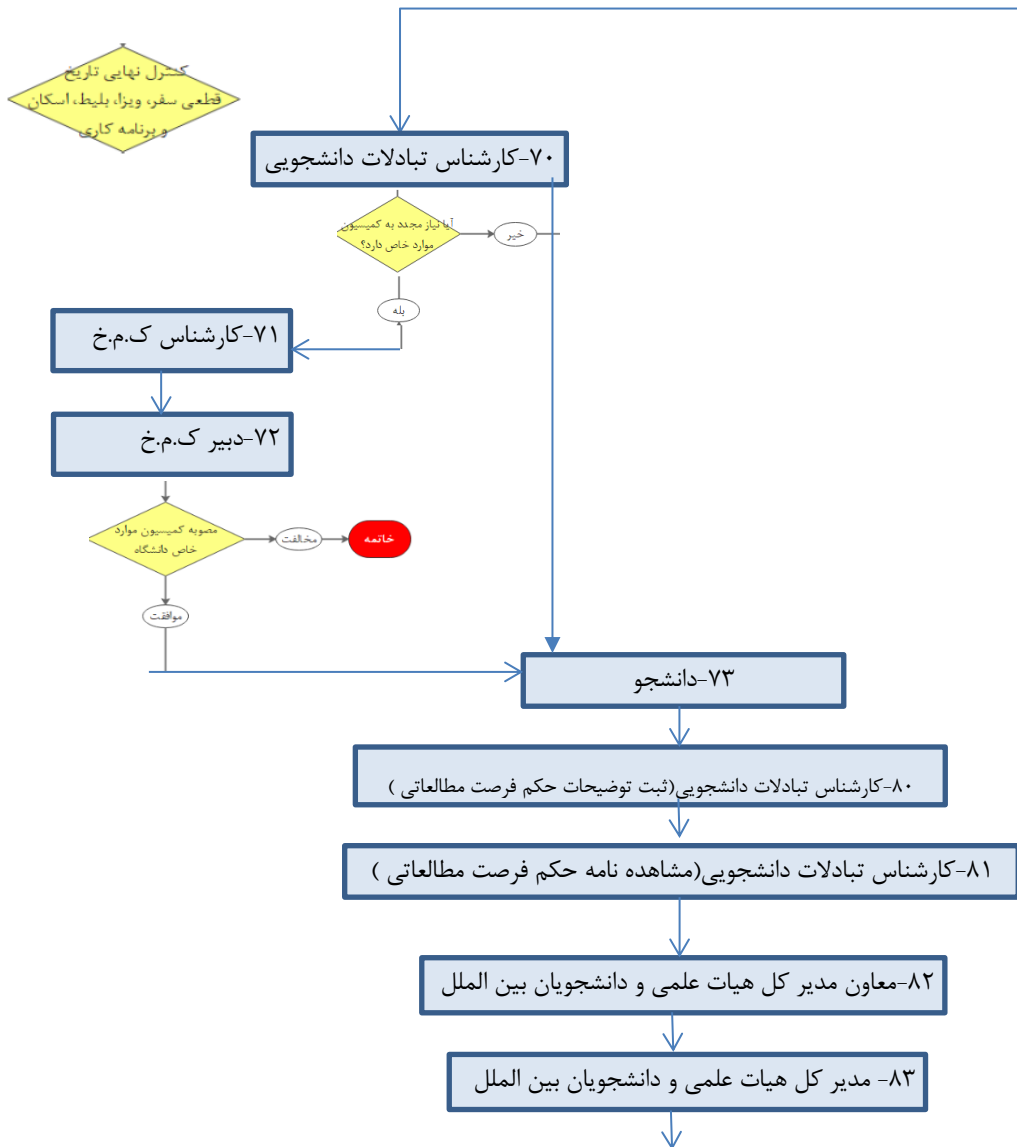 کنترل نهایی تاریخ
قطعی سفر، ویزا، بلیط، اسکان
و برنامه کاری
۷۰-کارشناس تبادلات دانشجویی
آیا نیاز مجدد به کمیسیون
موارد خاص دارد؟
خیر
بله
۷۱-کارشناس ک.م.خ
۷۲-دبیر ک.م.خ
مصوبه کمیسیون موارد
خاص دانشگاه
مخالفت
خاتمه
موافقت
۷۳-دانشجو
۸۰-کارشناس تبادلات دانشجویی(ثبت توضیحات حکم فرصت مطالعاتی )
۸۱-کارشناس تبادلات دانشجویی(مشاهده نامه حکم فرصت مطالعاتی )
۸۲-معاون مدیر کل هیات علمی و دانشجویان بین الملل
۸۳- مدیر کل هیات علمی و دانشجویان بین الملل